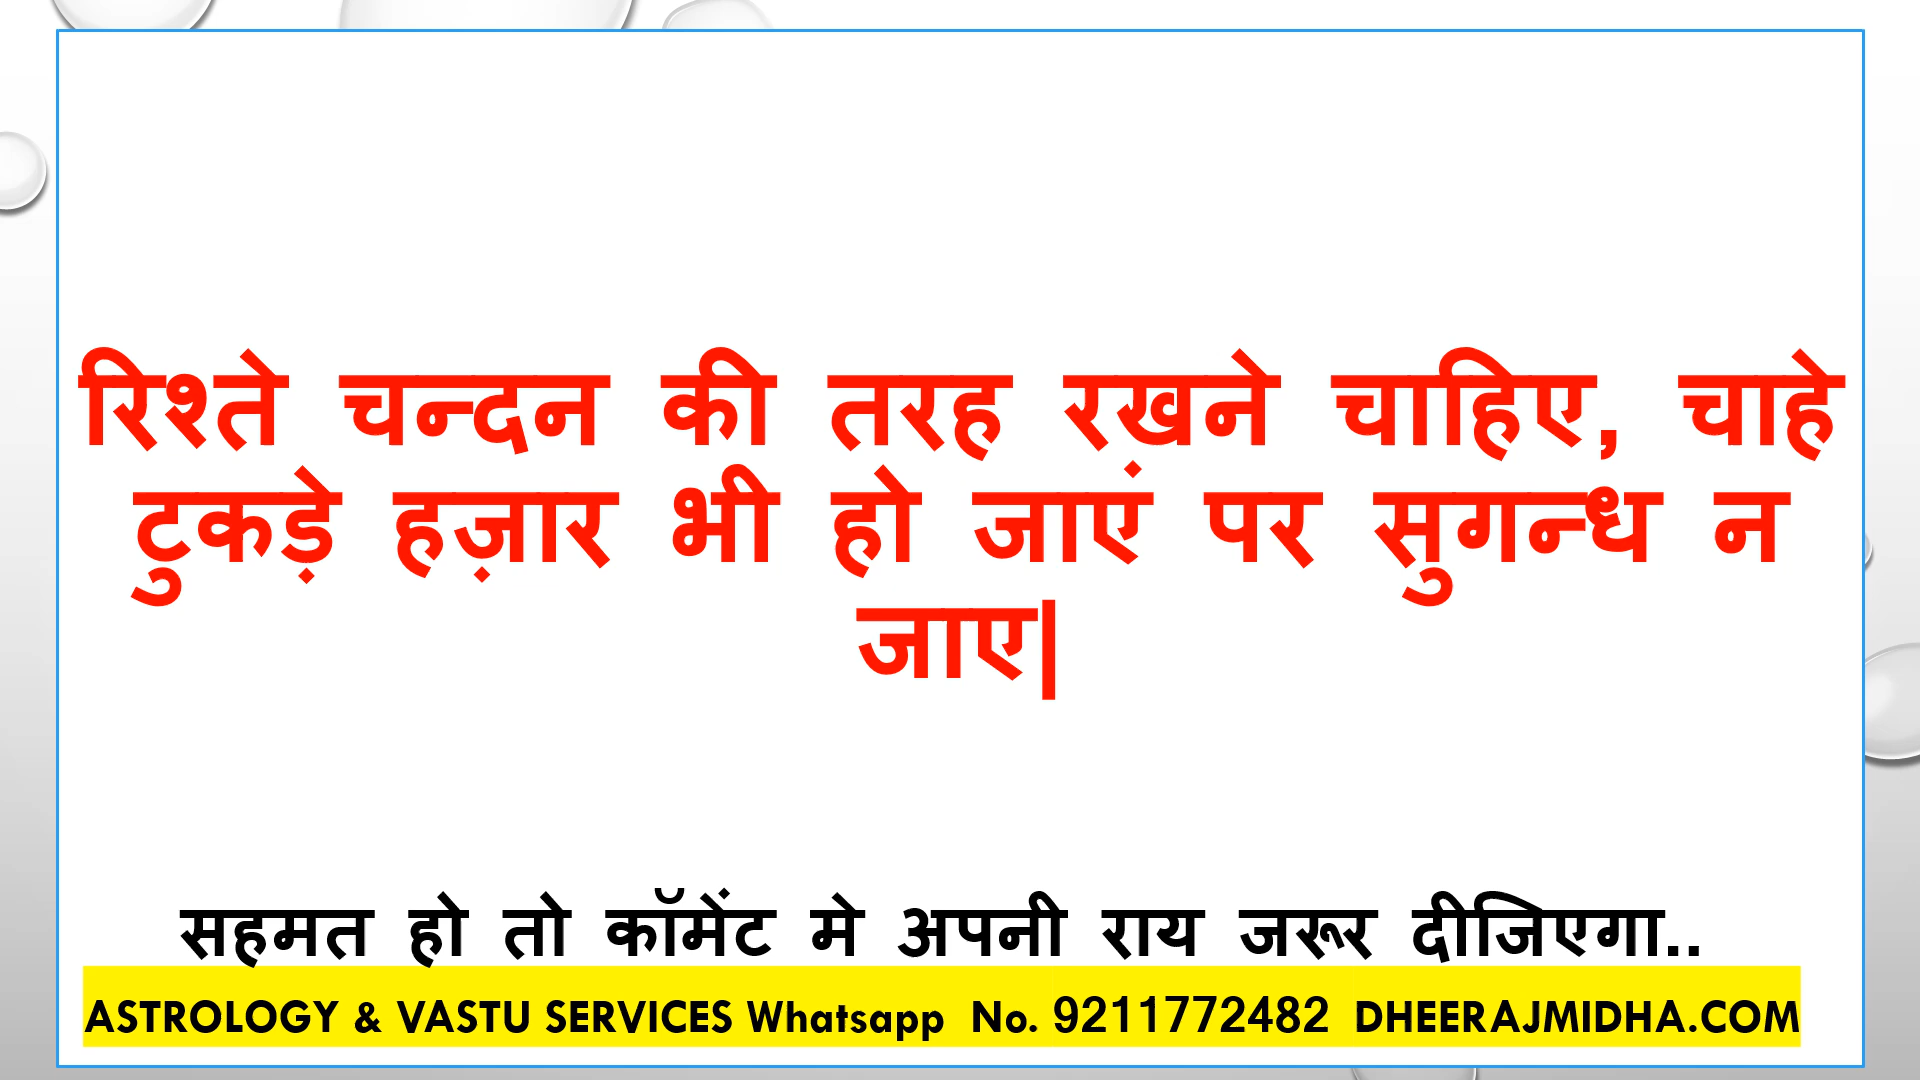 रिश्ते चन्दन की तरह रखने चाहिए, चाहे
टुकड़े हज़ार भी हो जाएं पर सुगन्ध न
जाए|
सहमत हो तो कॉमेंट मे अपनी राय जरूर दीजिएगा..
ASTROLOGY & VASTU SERVICES Whatsapp No. 9211772482 DHEERAJMIDHA.COM